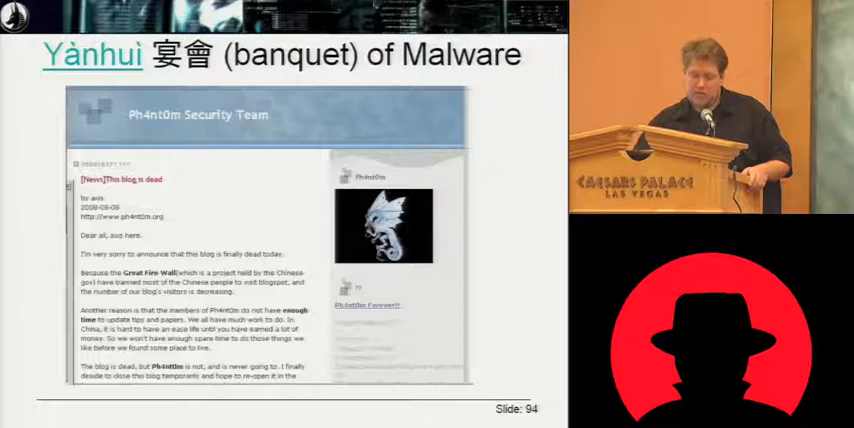 Yànhuì 宴會 (banquet) of Malware
Ph4nt0m Security Team
[News]This blog is dead
by axis
2008-08-08
http://www.ph4nt0m.org
Dear all, axis here.
I'm very sorry to announce that this blog is finally dead today.
Because the Great Fire Wall(which is a project held by the Chinese
gov) have banned most of the Chinese people to visit blogspot, and
the number of our blog's visitors is decreasing.
Another reason is that the members of Ph4nt0m do not have enough
time to update tips and papers. We all have much work to do. In
China, it is hard to have an ease life until you have earned a lot of
money. So we won't have enough spare time to do those things we
like before we found some place to live.
The blog is dead, but Ph4nt0m is not, and is never going to. I finally
deside to close this blog temporarily and hope to re-open it in the
Ph4nt0m
??
Ph4nt0m Forever!!
Slide: 94
CAESARS PALACE
LAS VEGAS